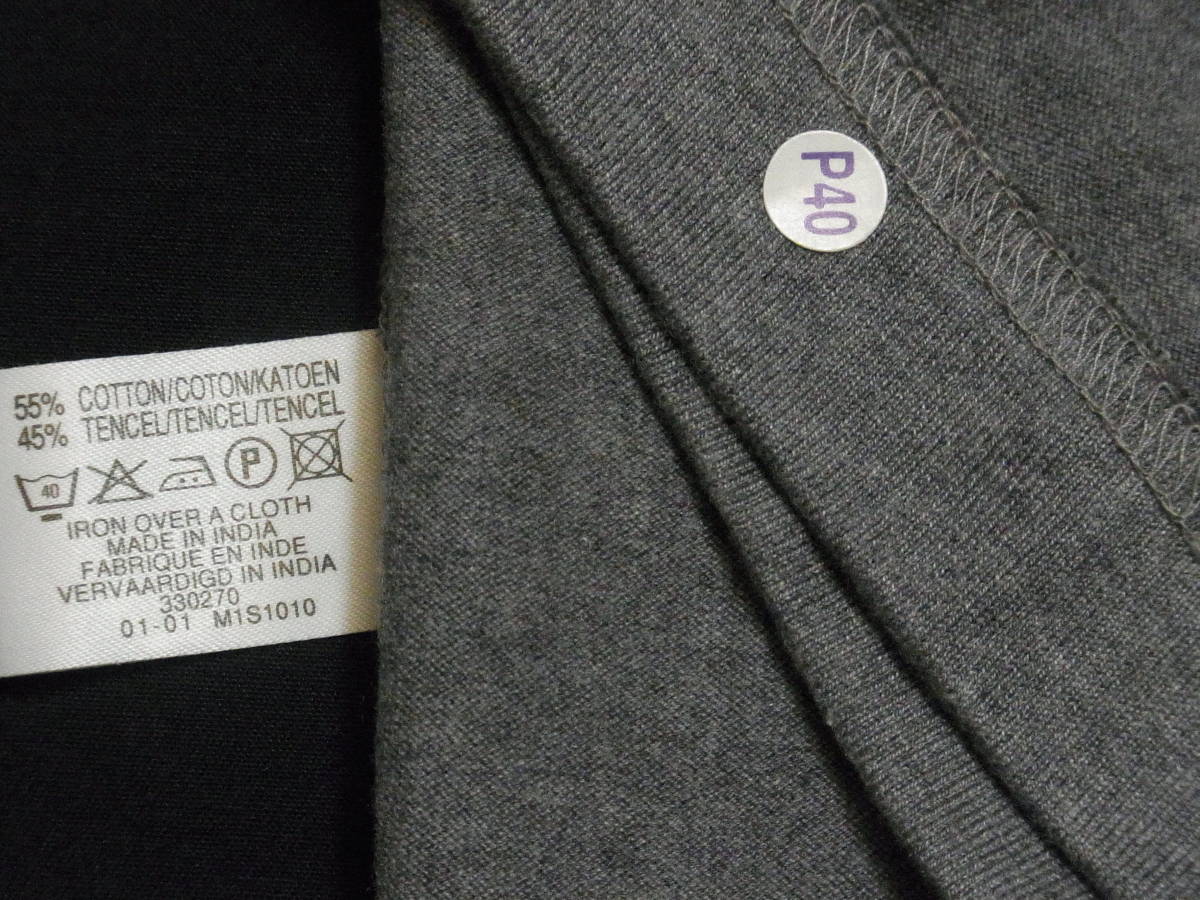 55% COTTON/COTON/KATOEN
45% TENCEL/TENCEL/TENCEL
40 P
IRON OVER A CLOTH
MADE IN INDIA
FABRIQUE EN INDE
VERVAARDIGD IN INDIA
330270
01-01 M1S1010
P40